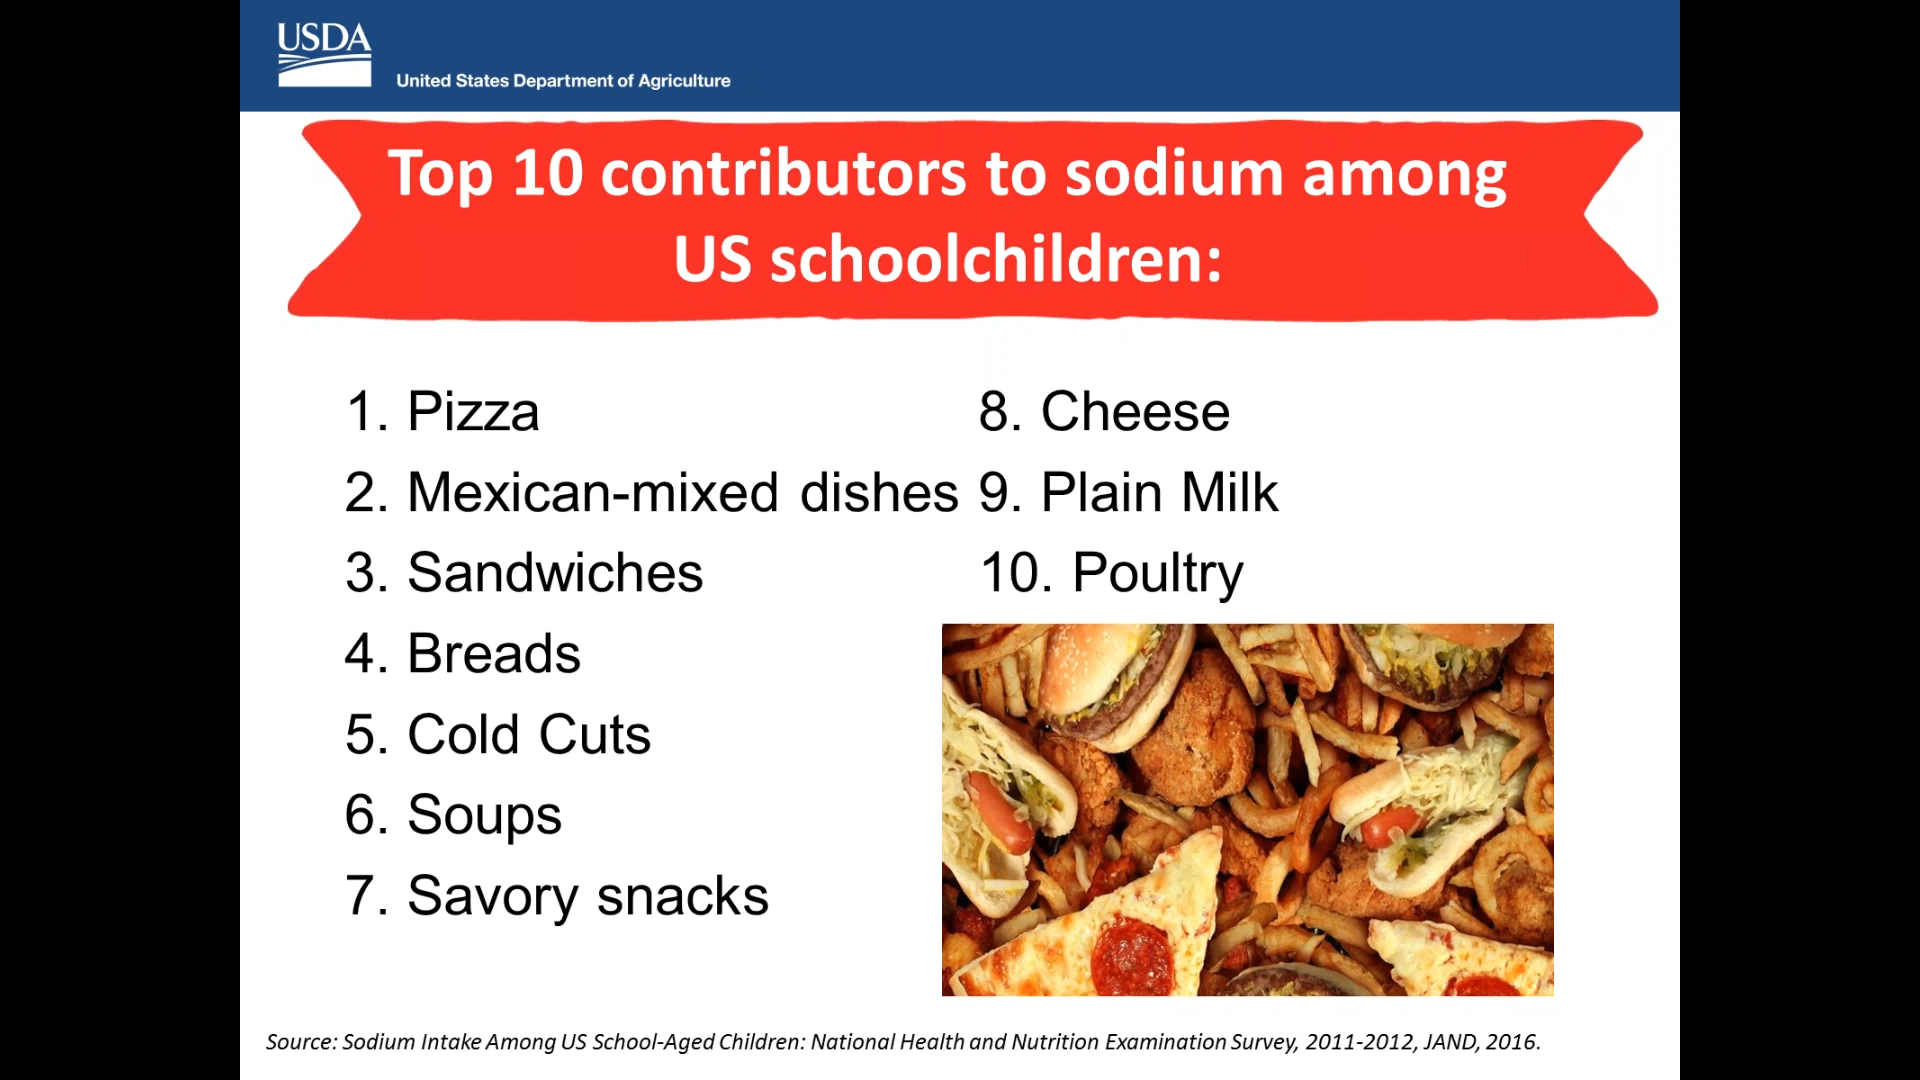 USDA
United States Department of Agriculture
Top 10 contributors to sodium among
US schoolchildren:
1. Pizza
2. Mexican-mixed dishes
3. Sandwiches
4. Breads
5. Cold Cuts
6. Soups
7. Savory snacks
8. Cheese
9. Plain Milk
10. Poultry
Source: Sodium Intake Among US School-Aged Children: National Health and Nutrition Examination Survey, 2011-2012, JAND, 2016.